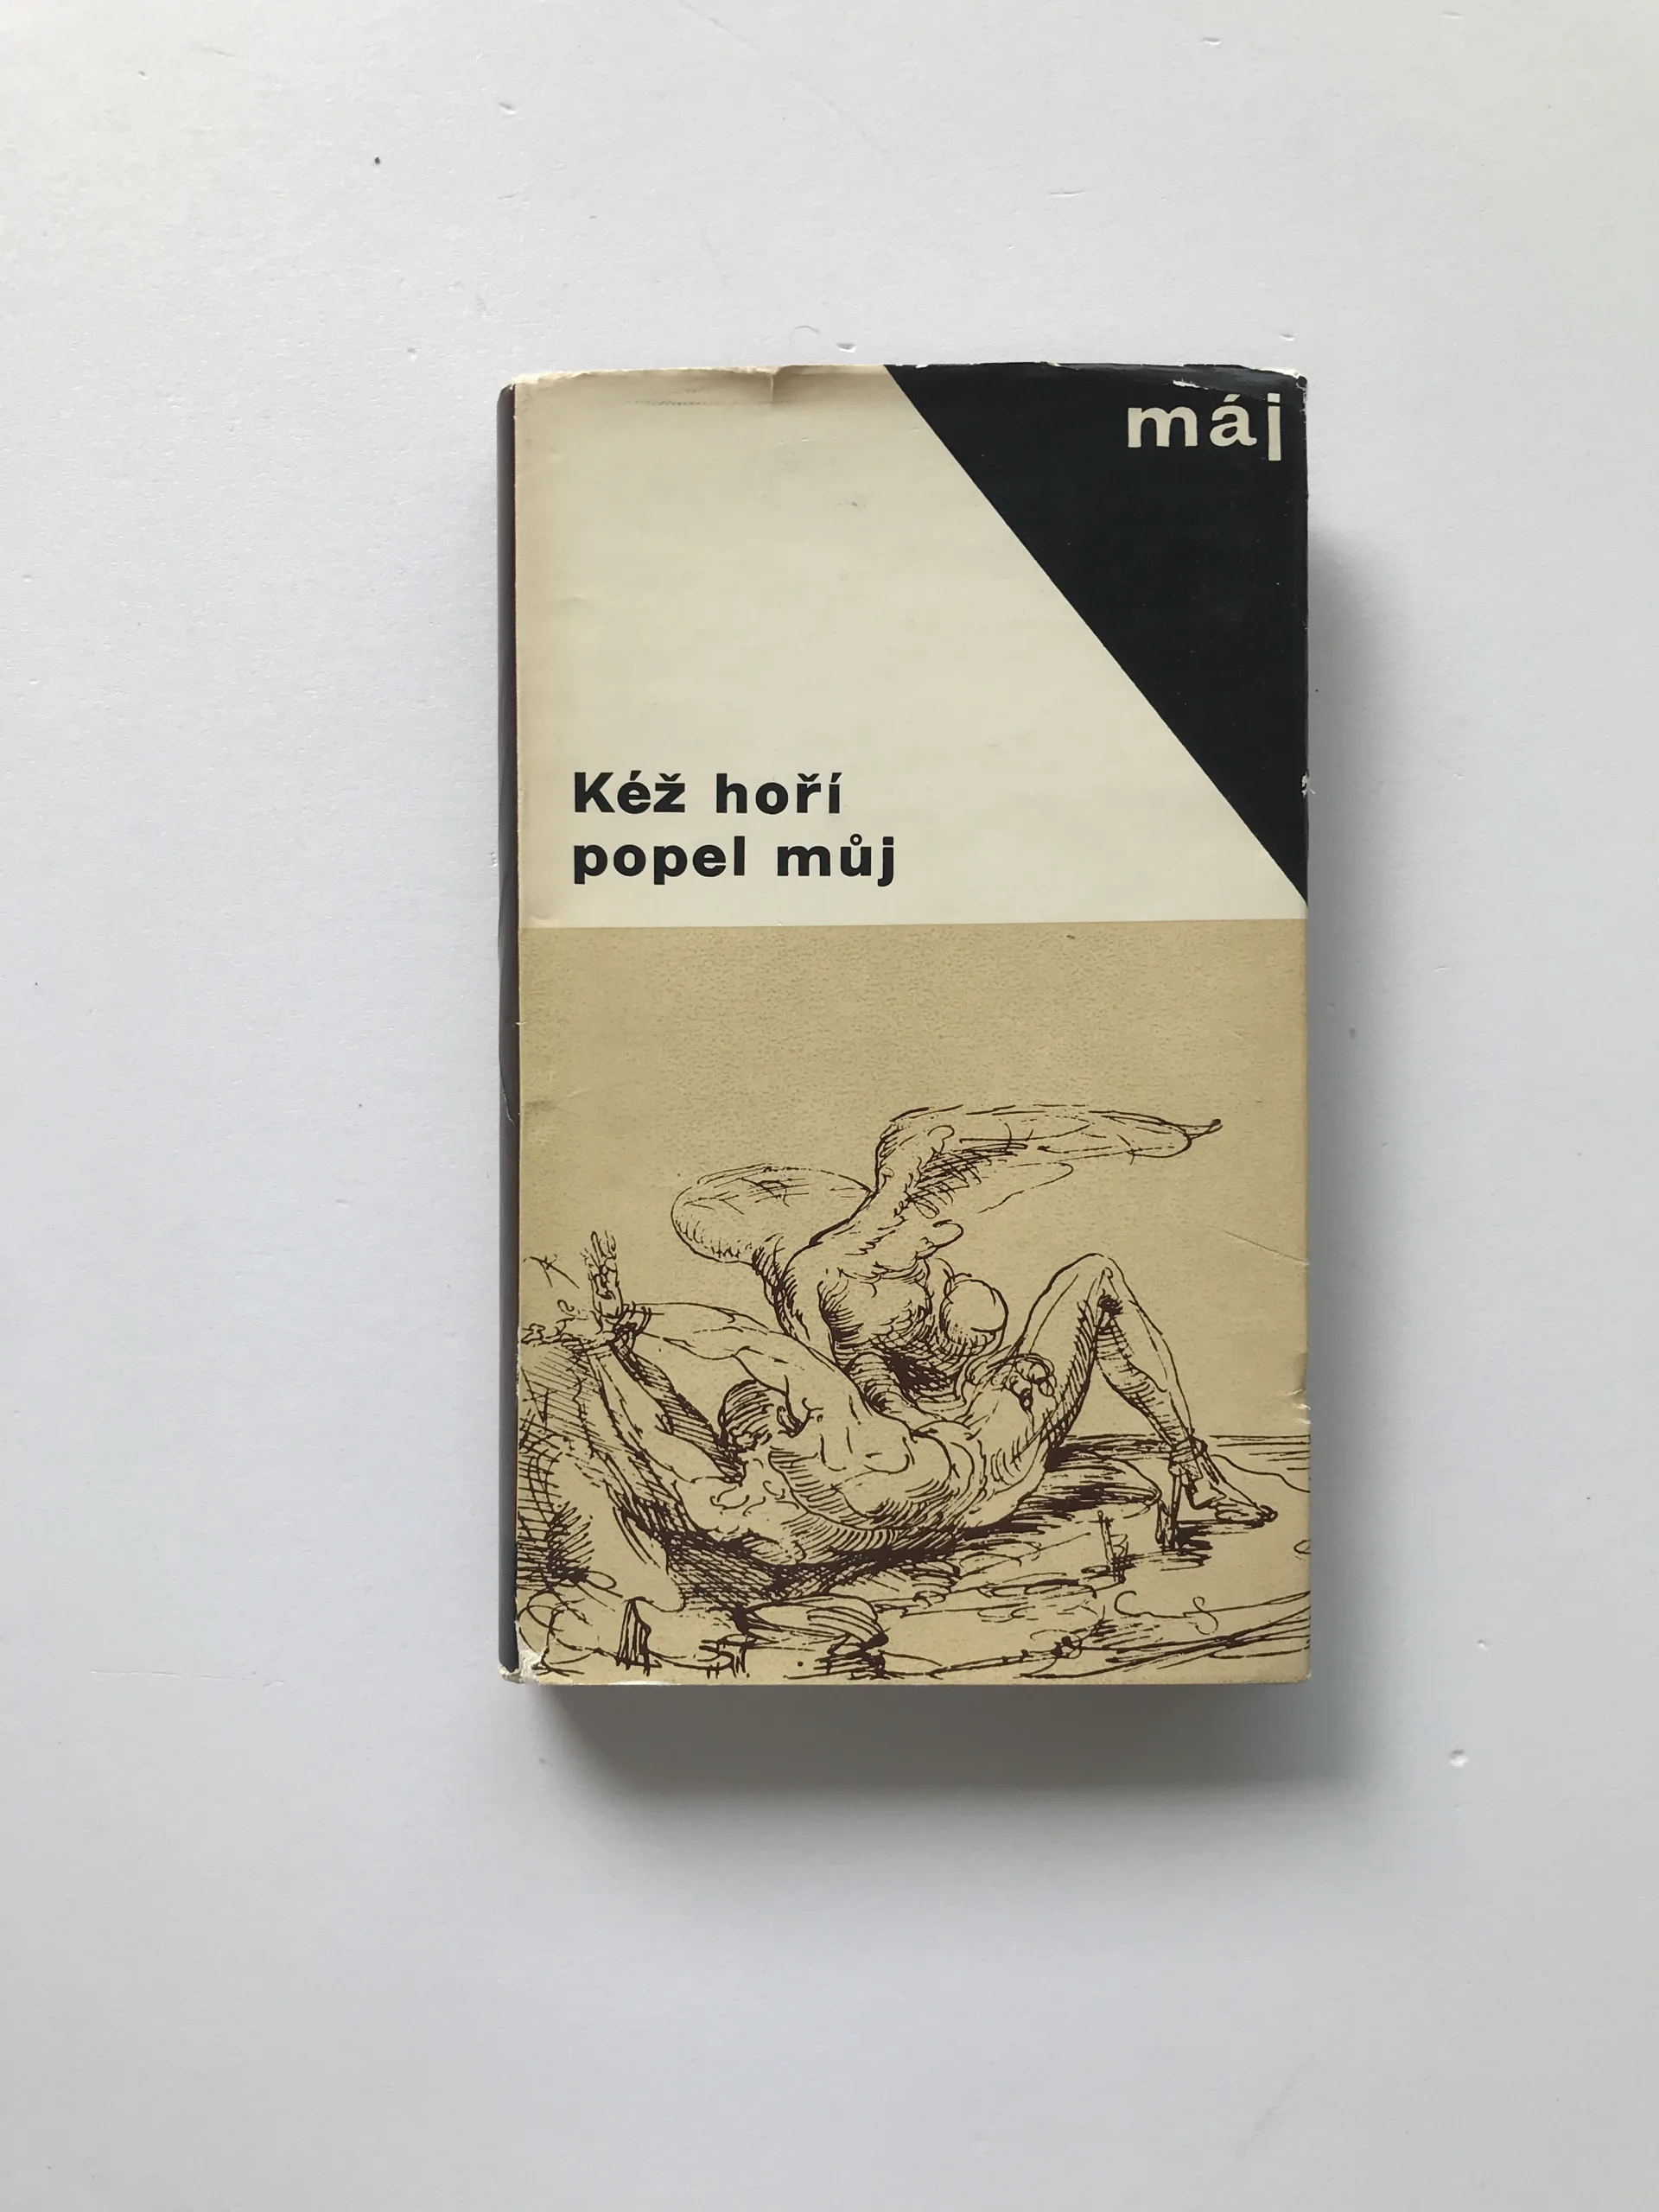 máj
Kéž hoří
popel můj